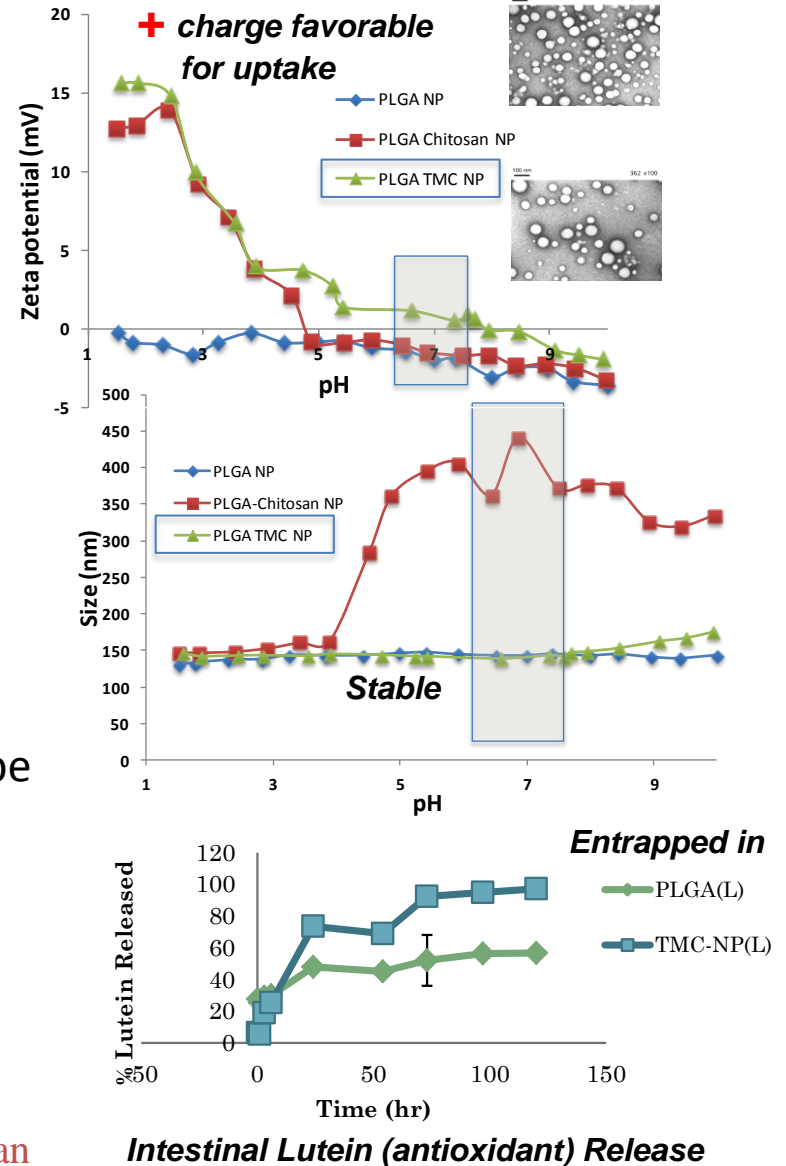 20
+ charge favorable
for uptake
15
10
5
0
-5
Zeta potential (mV)
PLGA NP
PLGA Chitosan NP
PLGA TMC NP
100 nm
362 x100
1
3
5
7
9
pH
500
450
400
350
300
250
200
150
100
50
0
Size (nm)
PLGA NP
PLGA-Chitosan NP
PLGA TMC NP
Stable
1
3
5
7
9
pH
pe
Entrapped in
120
100
80
60
40
20
0
% Lutein Released
PLGA(L)
TMC-NP(L)
50
0
50
100
150
Time (hr)
an
Intestinal Lutein (antioxidant) Release